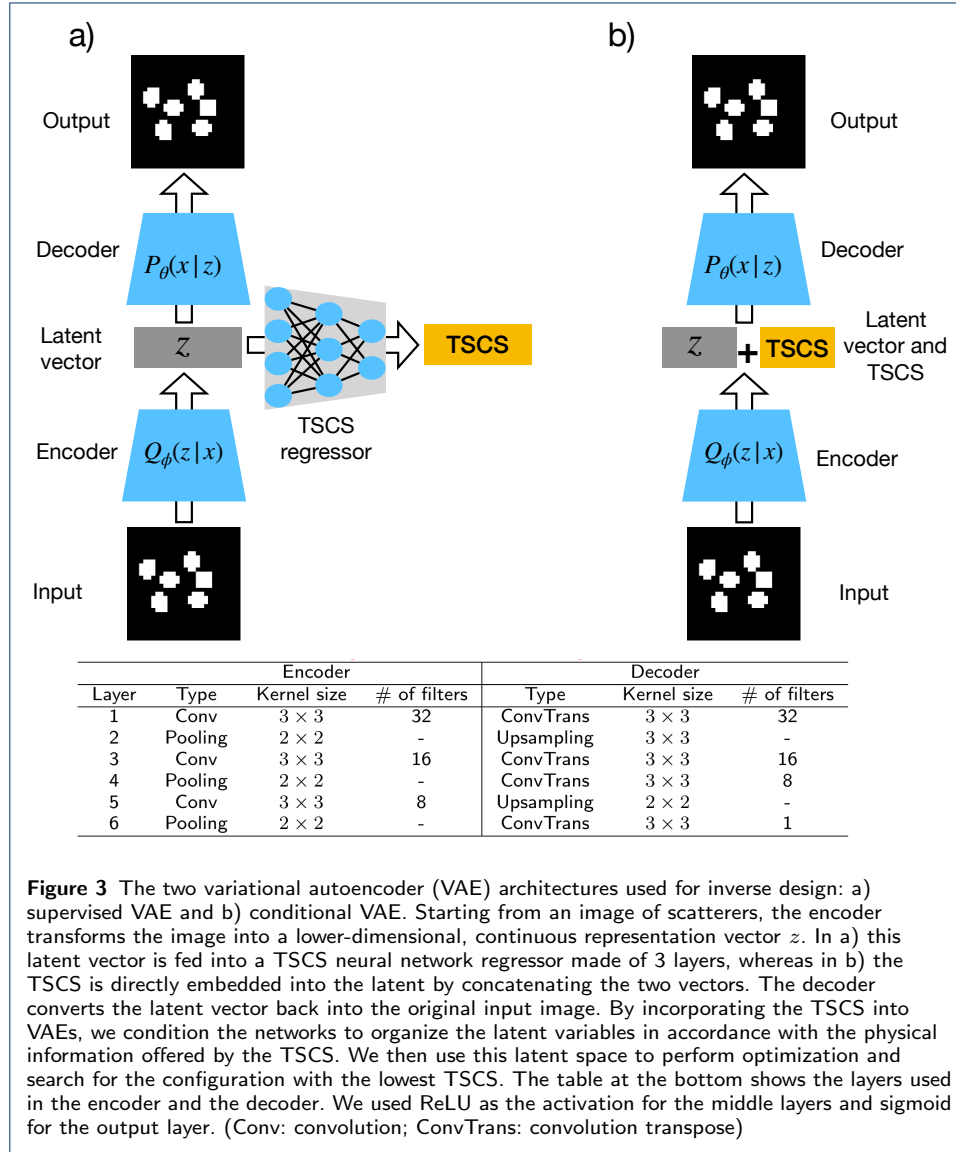 a)
b)
Output
Output
Decoder
P_θ(x | z)
P_θ(x | z)
Decoder
Latent
vector
z
TSCS
z
+
TSCS
Latent
vector and
TSCS
TSCS
regressor
Encoder
Q_ϕ(z | x)
Q_ϕ(z | x)
Encoder
Input
Input
Encoder Decoder
Layer Type Kernel size # of filters Type Kernel size # of filters
1 Conv 3 × 3 32 ConvTrans 3 × 3 32
2 Pooling 2 × 2 - Upsampling 3 × 3 -
3 Conv 3 × 3 16 ConvTrans 3 × 3 16
4 Pooling 2 × 2 - ConvTrans 3 × 3 8
5 Conv 3 × 3 8 Upsampling 2 × 2 -
6 Pooling 2 × 2 - ConvTrans 3 × 3 1
Figure 3 The two variational autoencoder (VAE) architectures used for inverse design: a)
supervised VAE and b) conditional VAE. Starting from an image of scatterers, the encoder
transforms the image into a lower-dimensional, continuous representation vector z. In a) this
latent vector is fed into a TSCS neural network regressor made of 3 layers, whereas in b) the
TSCS is directly embedded into the latent by concatenating the two vectors. The decoder
converts the latent vector back into the original input image. By incorporating the TSCS into
VAEs, we condition the networks to organize the latent variables in accordance with the physical
information offered by the TSCS. We then use this latent space to perform optimization and
search for the configuration with the lowest TSCS. The table at the bottom shows the layers used
in the encoder and the decoder. We used ReLU as the activation for the middle layers and sigmoid
for the output layer. (Conv: convolution; ConvTrans: convolution transpose)